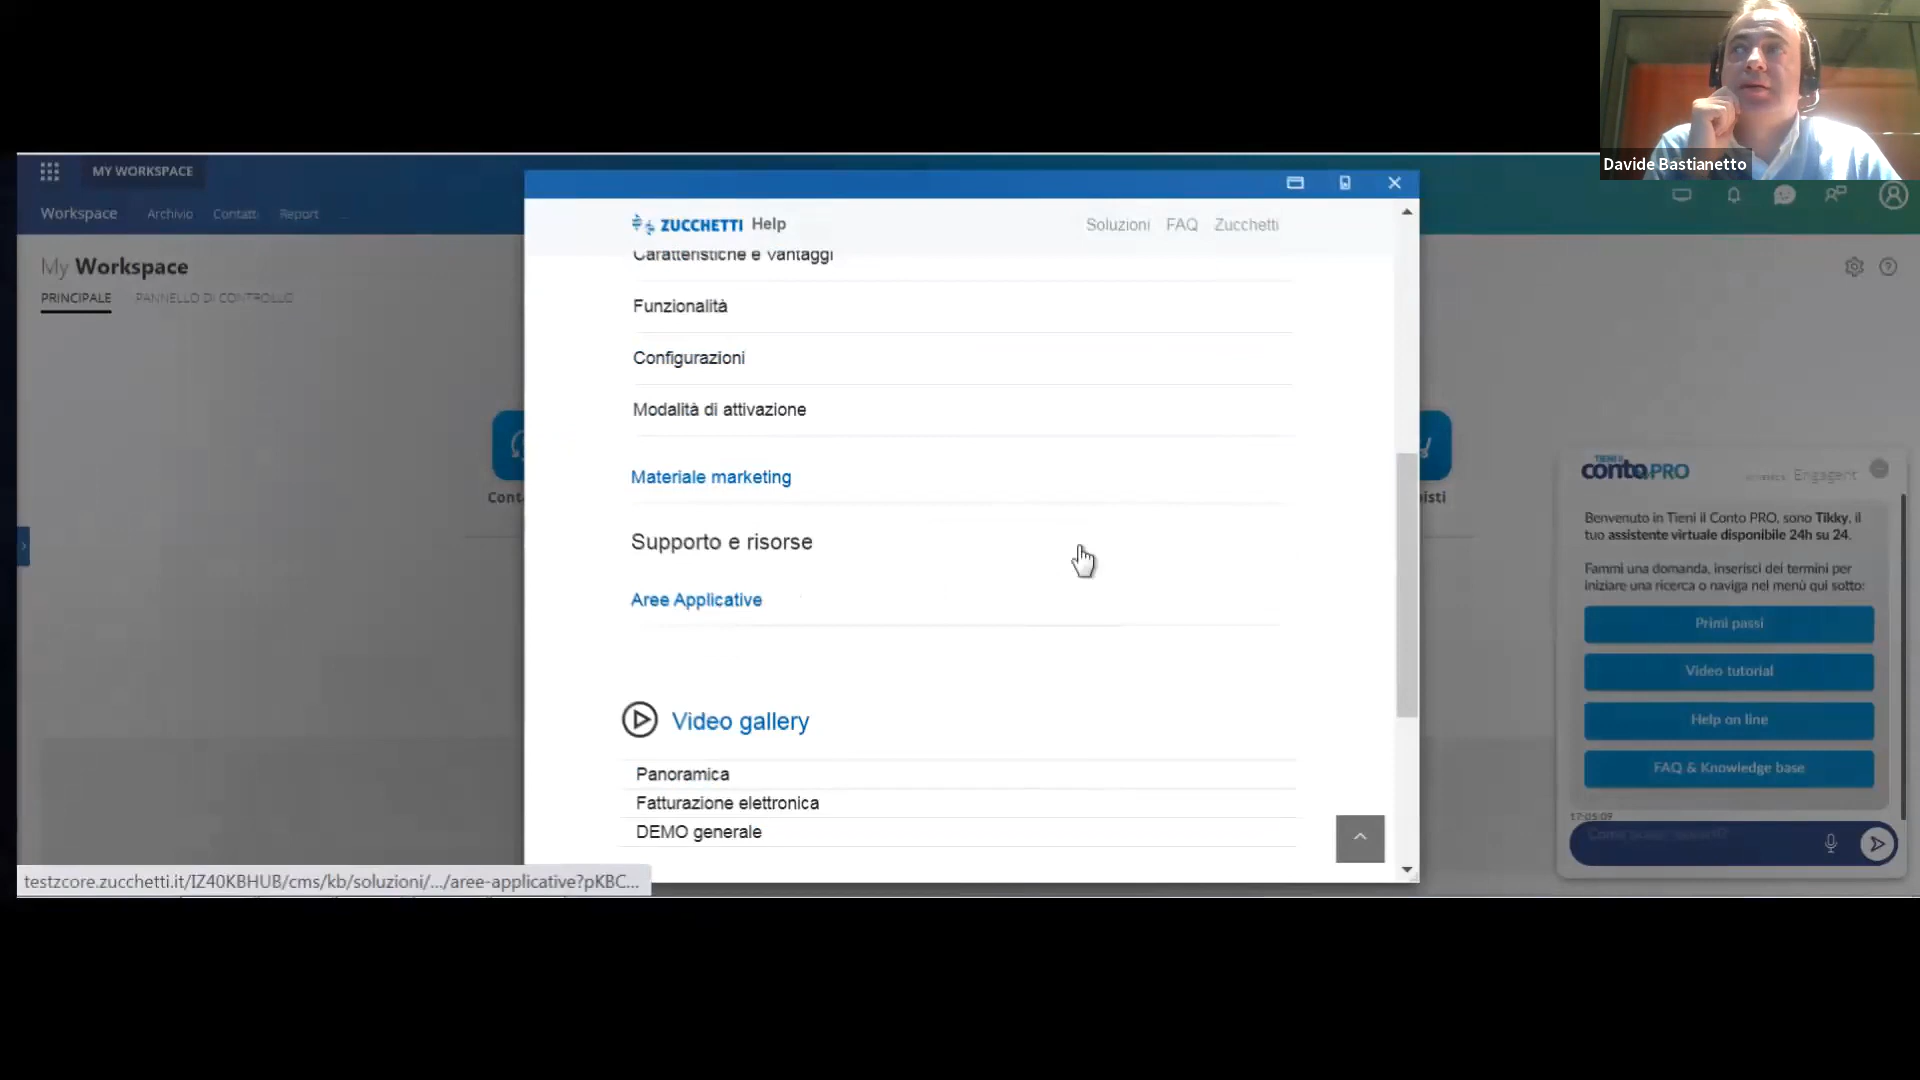 Davide Bastianetto
MY WORKSPACE
Workspace Archivio Contatti Report ...
My Workspace
PRINCIPALE PANNELLO DI CONTROLLO
ZUCCHETTI Help
Soluzioni FAQ Zucchetti
Caratteristiche e vantaggi
Funzionalità
Configurazioni
Modalità di attivazione
Materiale marketing
Supporto e risorse
Aree Applicative
Video gallery
Panoramica
Fatturazione elettronica
DEMO generale
Cont
isti
TIENI IL
conto PRO
Engagent
Benvenuto in Tieni il Conto PRO, sono Tikky, il
tuo assistente virtuale disponibile 24h su 24.
Fammi una domanda, inserisci dei termini per
iniziare una ricerca o naviga nel menù qui sotto:
Primi passi
Video tutorial
Help on line
FAQ & Knowledge base
17:05:09
testzcore.zucchetti.it/IZ40KBHUB/cms/kb/soluzioni/.../aree-applicative?pKBC...